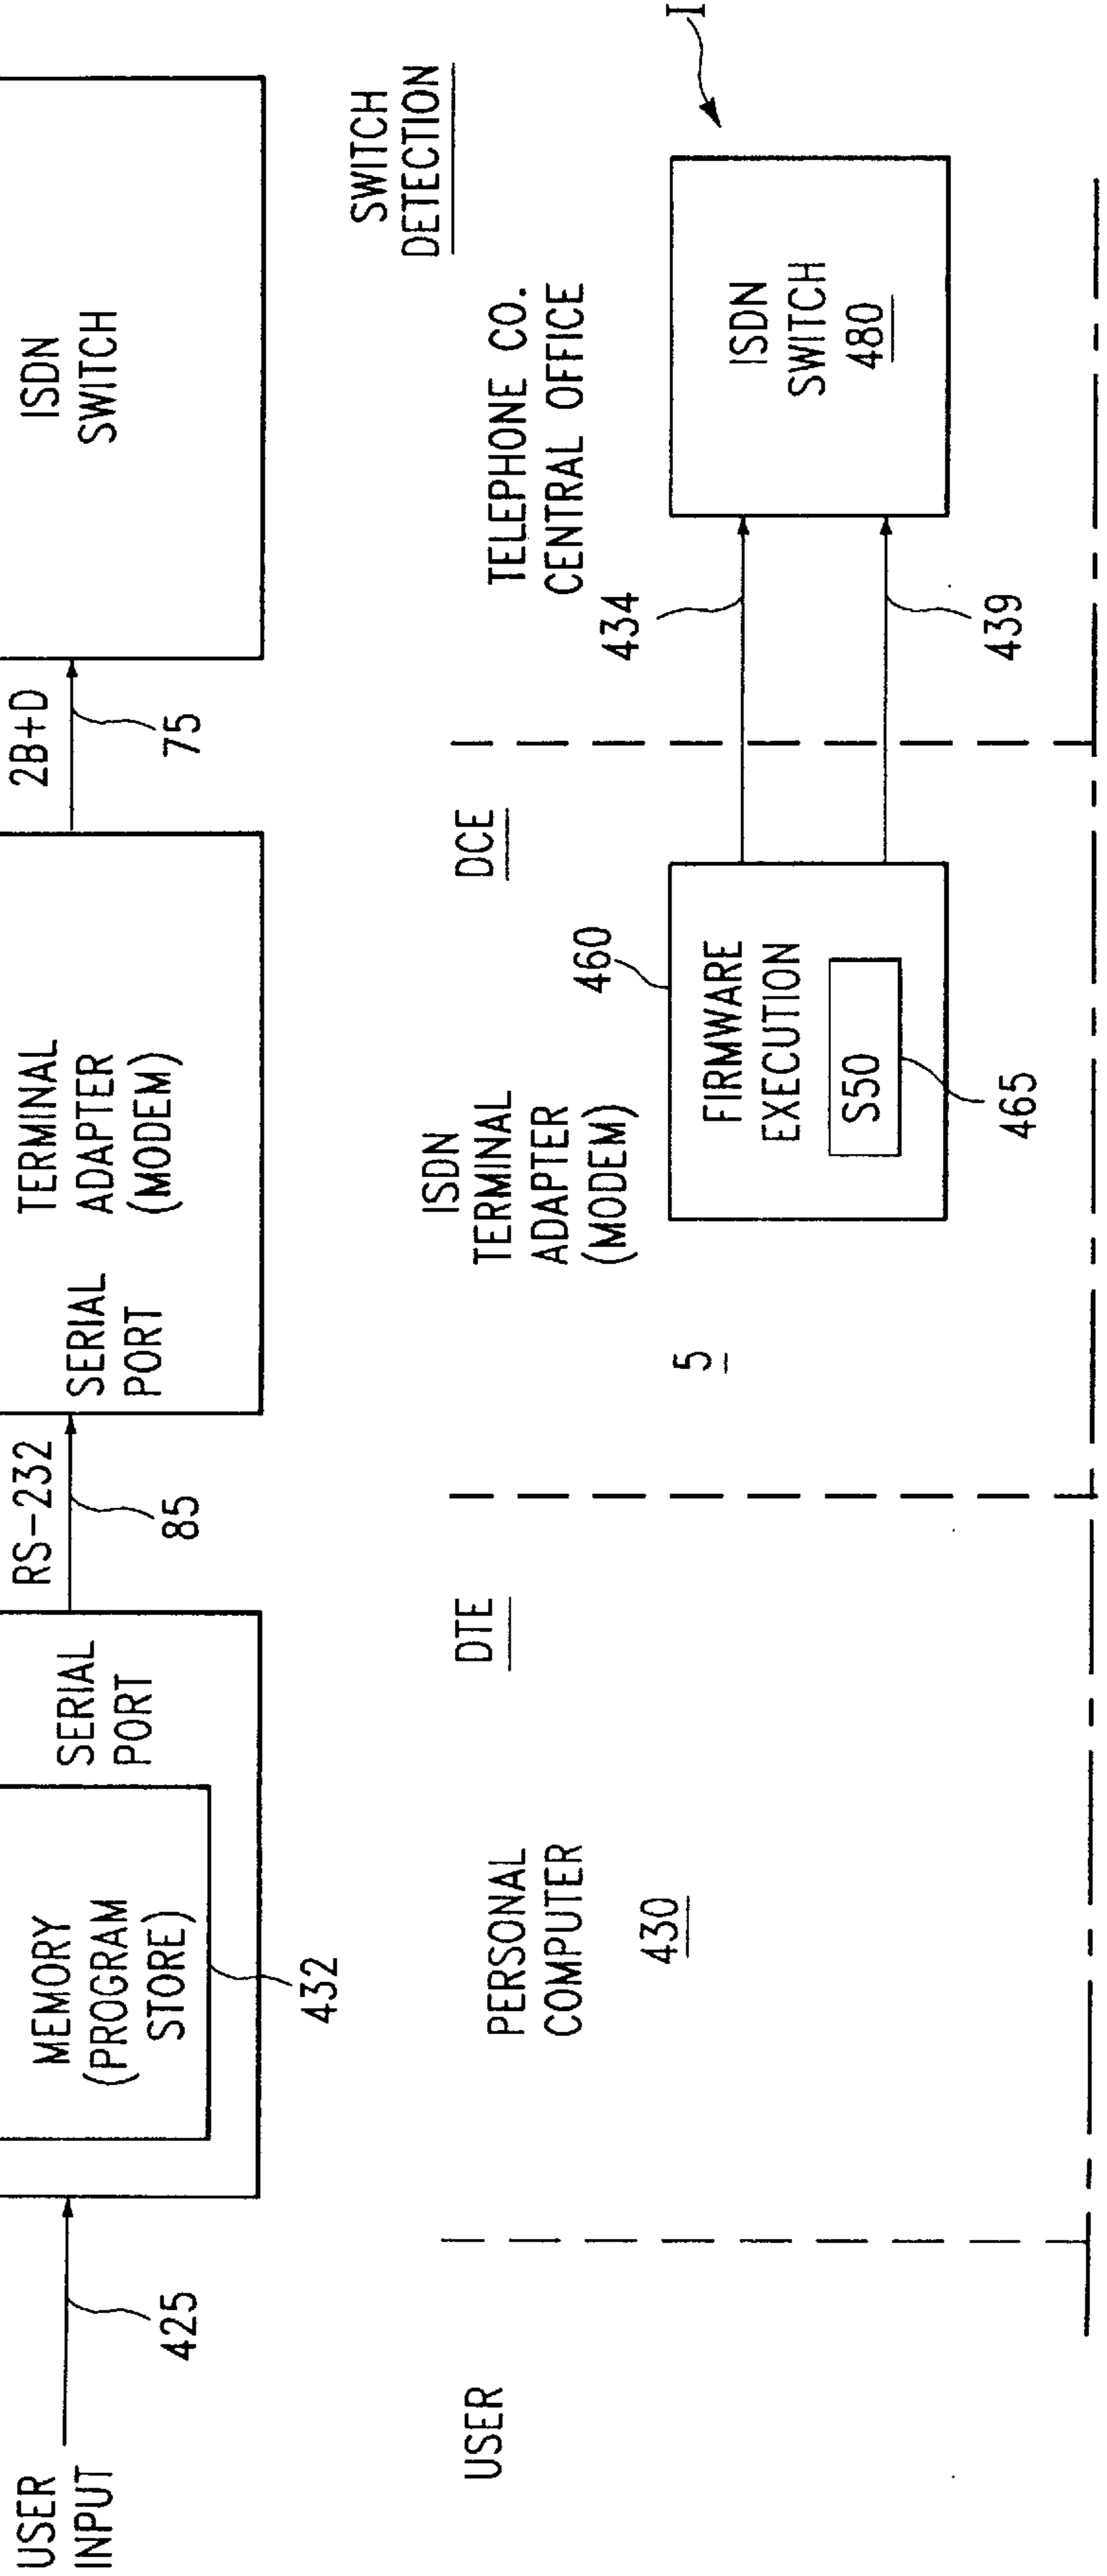 USER
INPUT
425
MEMORY
(PROGRAM
STORE)
432
SERIAL
PORT
RS-232
85
SERIAL
PORT
TERMINAL
ADAPTER
(MODEM)
2B+D
75
ISDN
SWITCH
SWITCH
DETECTION
USER
PERSONAL
COMPUTER
430
DTE
5
ISDN
TERMINAL
ADAPTER
(MODEM)
DCE
460
FIRMWARE
EXECUTION
S50
465
434
439
TELEPHONE CO.
CENTRAL OFFICE
ISDN
SWITCH
480
I